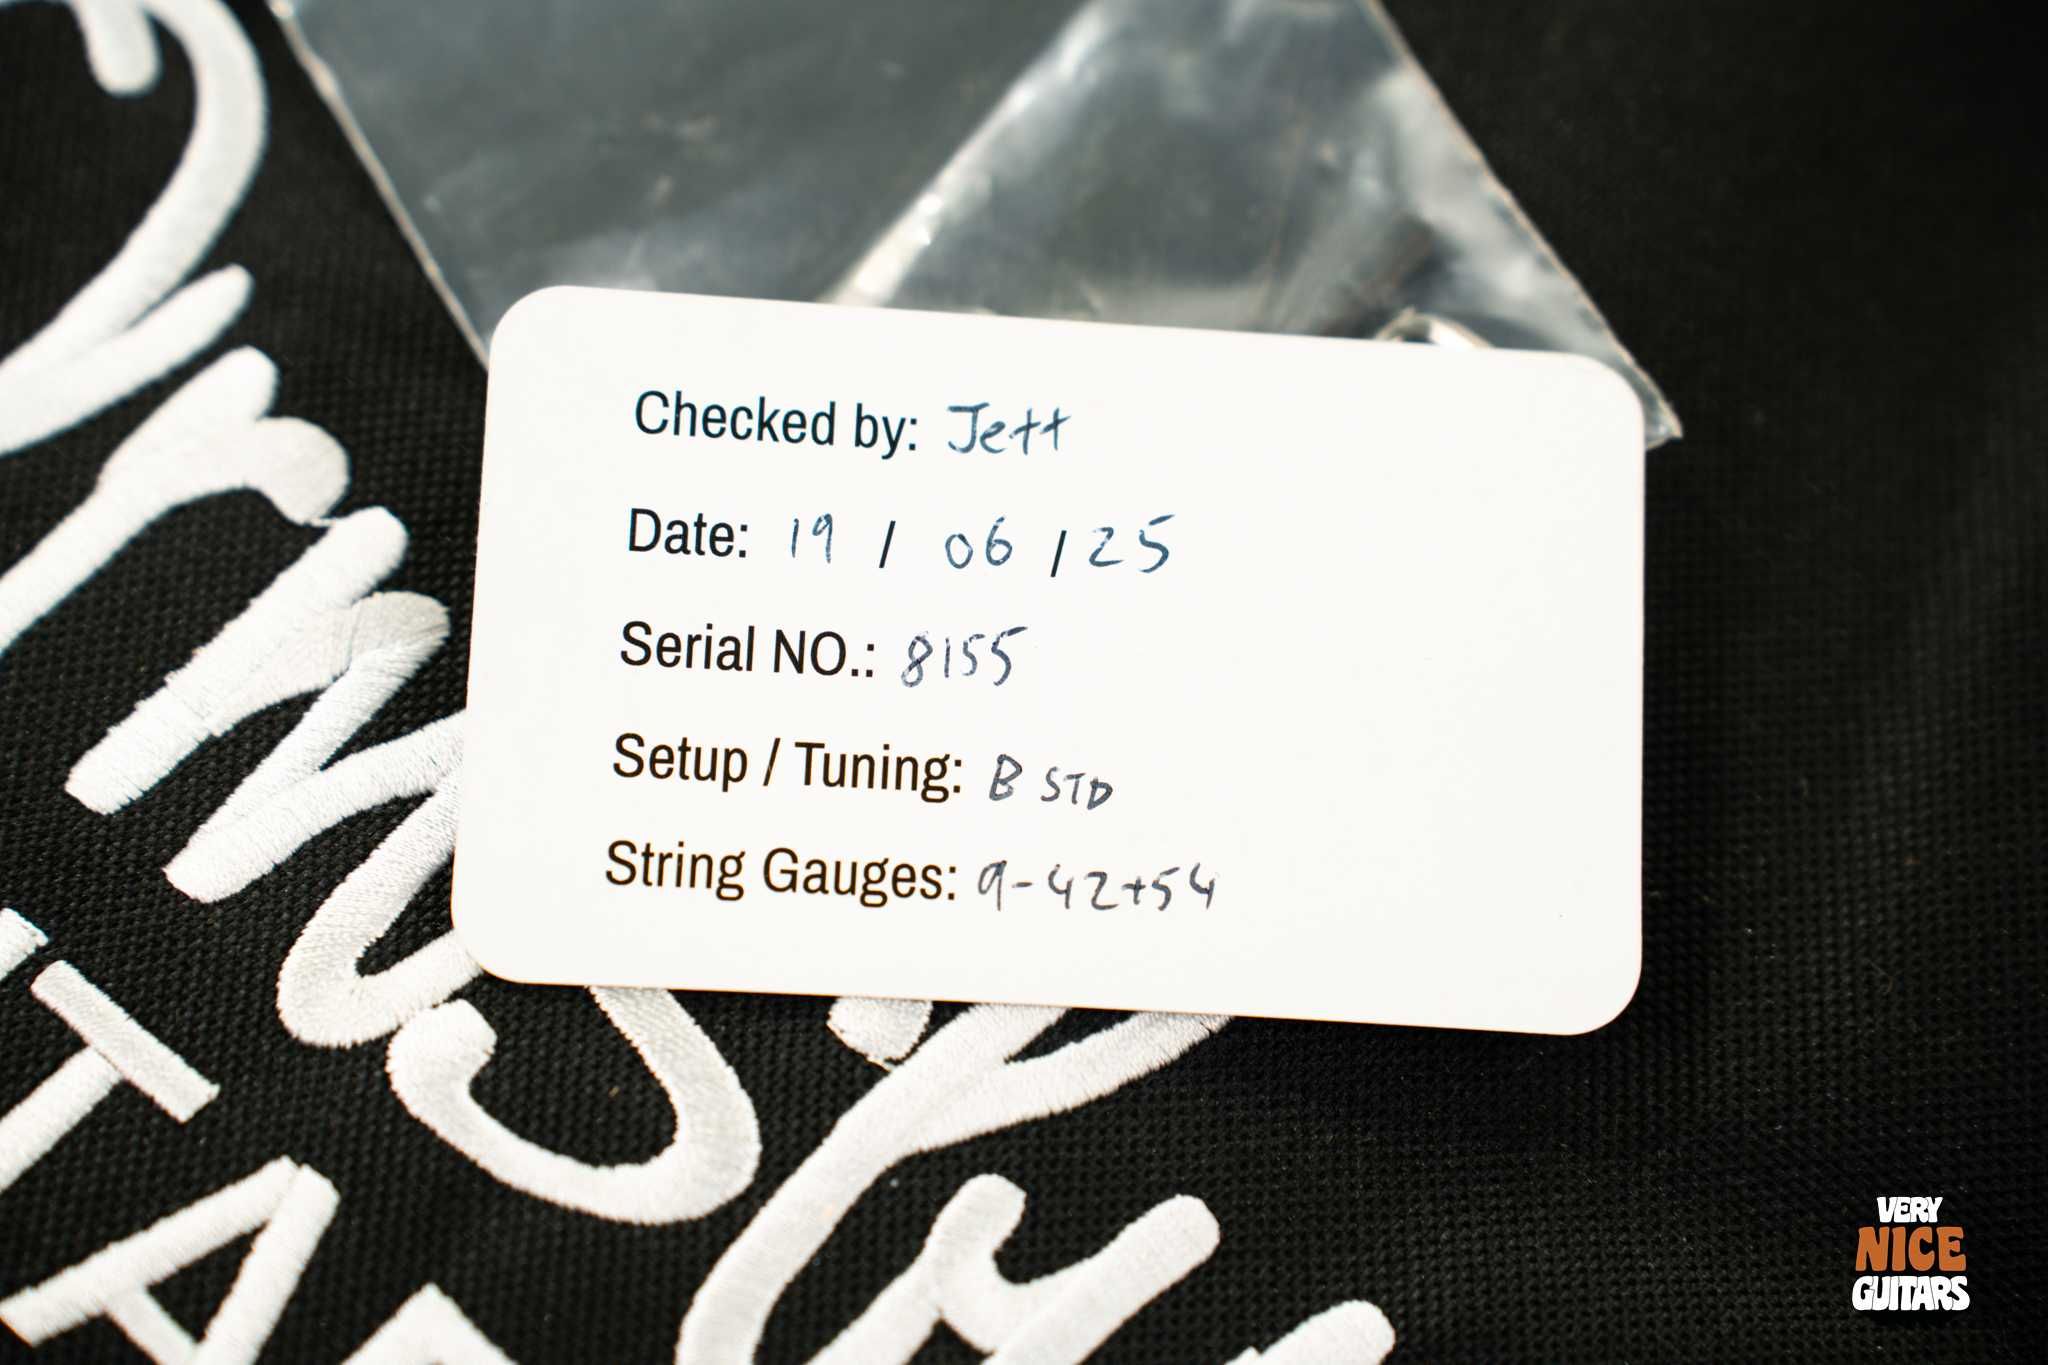 Checked by: Jett
Date: 19 / 06 / 25
Serial NO.: 8155
Setup / Tuning: B STD
String Gauges: 9-42+54
VERY
NICE
GUITARS